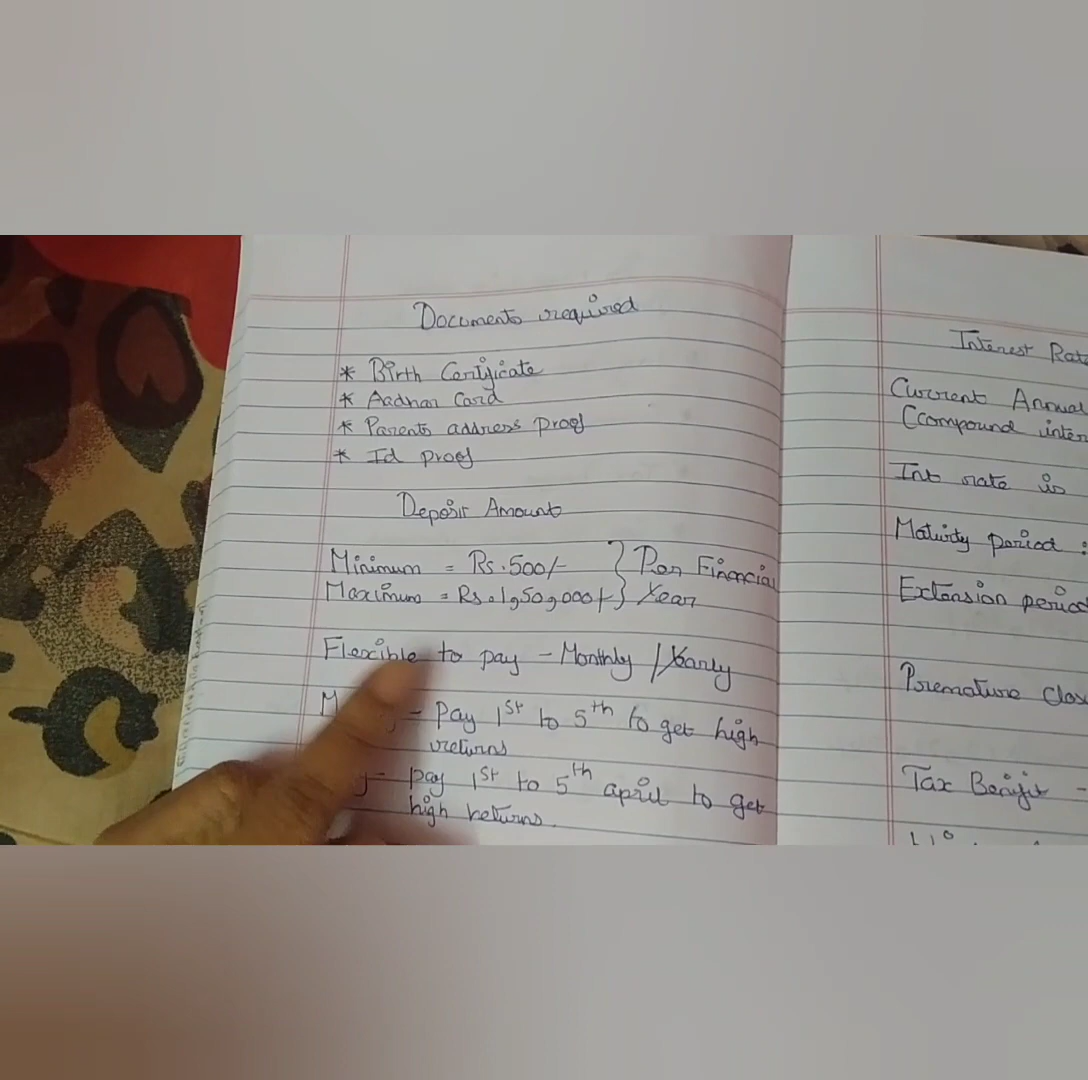 Documents required
* Birth Certificate
* Aadhar Card
* Parents address proof
* Id proof
Deposit Amount
Minimum = Rs.500/- } Per Financial
Maximum = Rs.1,50,000/- } Year
Flexible to pay - Monthly / Yearly
- Pay 1st to 5th to get high
returns
- pay 1st to 5th april to get
high returns.
Interest Rate
Current Annual
(compound inter
Int rate is
Maturity period :
Extension period
Premature Clos
Tax Benefit -